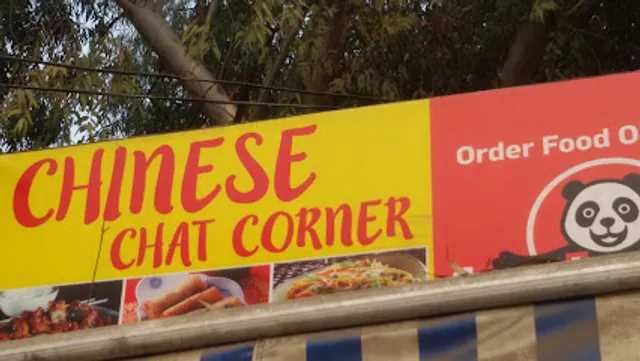 CHINESE
CHAT CORNER
Order Food O